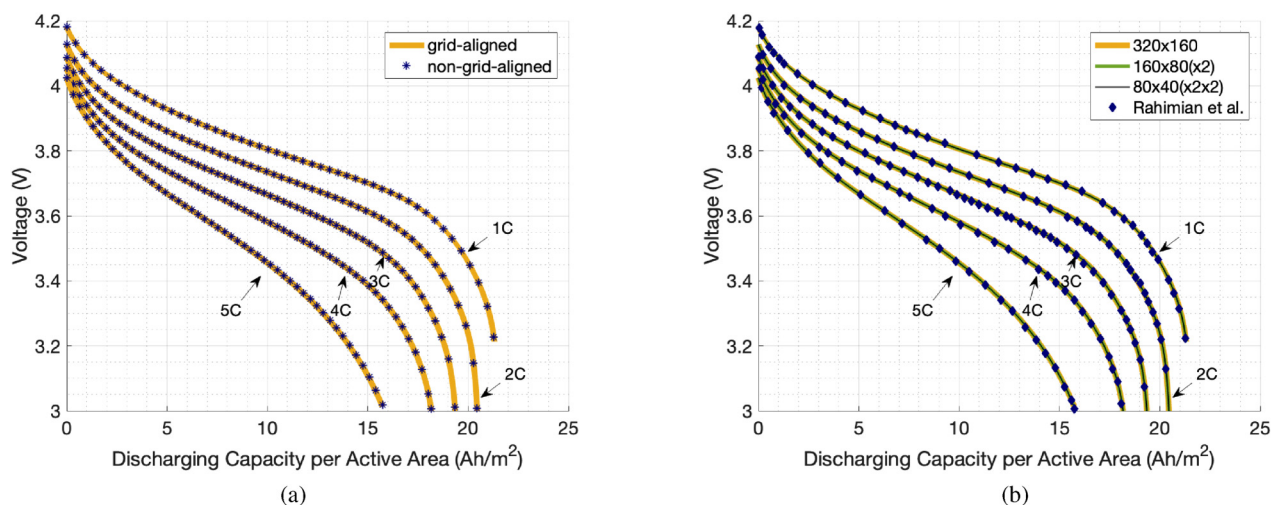 4.2
4
3.8
3.6
3.4
3.2
3
Voltage (V)
grid-aligned
non-grid-aligned
1C
3C
4C
5C
2C
0 5 10 15 20 25
Discharging Capacity per Active Area (Ah/m²)
(a)
4.2
4
3.8
3.6
3.4
3.2
3
Voltage (V)
320x160
160x80(x2)
80x40(x2x2)
Rahimian et al.
1C
3C
4C
5C
2C
0 5 10 15 20 25
Discharging Capacity per Active Area (Ah/m²)
(b)